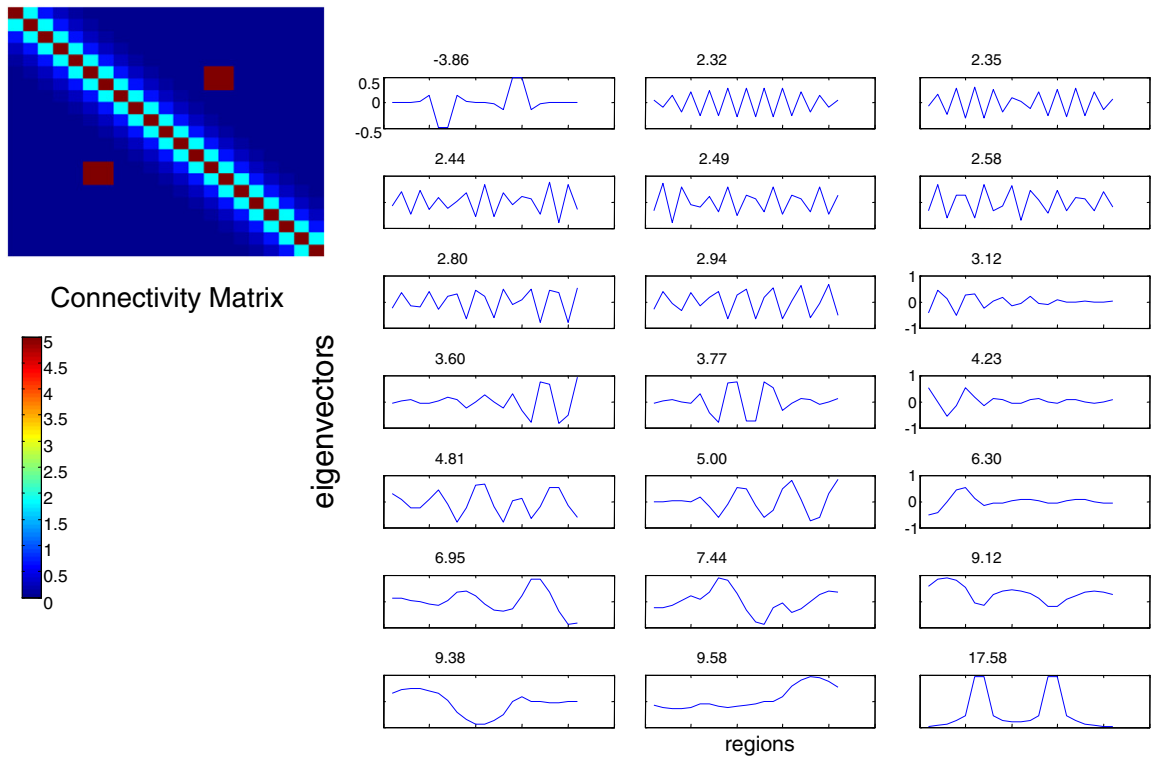 -3.86 2.32 2.35
0.5
0
-0.5
2.44 2.49 2.58
2.80 2.94 3.12
1
0
-1
3.60 3.77 4.23
1
0
-1
4.81 5.00 6.30
1
0
-1
6.95 7.44 9.12
9.38 9.58 17.58
eigenvectors
regions
Connectivity Matrix
5
4.5
4
3.5
3
2.5
2
1.5
1
0.5
0